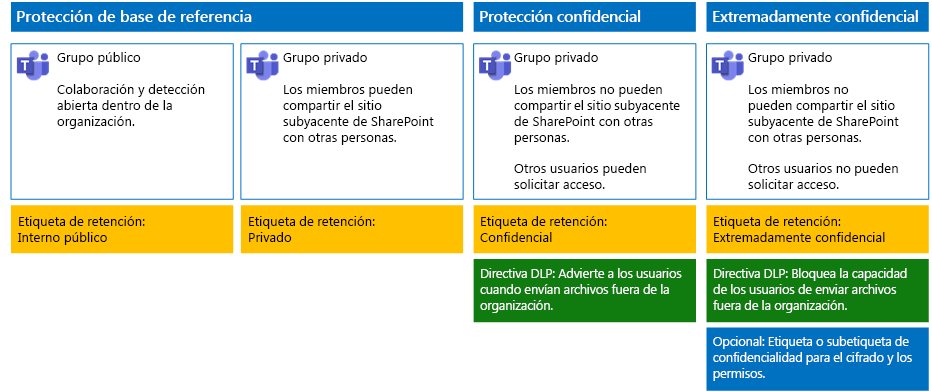 Protección de base de referencia
Protección confidencial
Extremadamente confidencial
Grupo público
Colaboración y detección
abierta dentro de la
organización.
Grupo privado
Los miembros pueden
compartir el sitio
subyacente de SharePoint
con otras personas.
Grupo privado
Los miembros no pueden
compartir el sitio subyacente
de SharePoint con otras
personas.
Otros usuarios pueden
solicitar acceso.
Grupo privado
Los miembros no
pueden compartir el sitio
subyacente de SharePoint
con otras personas.
Otros usuarios no pueden
solicitar acceso.
Etiqueta de retención:
Interno público
Etiqueta de retención:
Privado
Etiqueta de retención:
Confidencial
Etiqueta de retención:
Extremadamente confidencial
Directiva DLP: Advierte a los usuarios
cuando envían archivos fuera de la
organización.
Directiva DLP: Bloquea la capacidad
de los usuarios de enviar archivos
fuera de la organización.
Opcional: Etiqueta o subetiqueta de
confidencialidad para el cifrado y los
permisos.